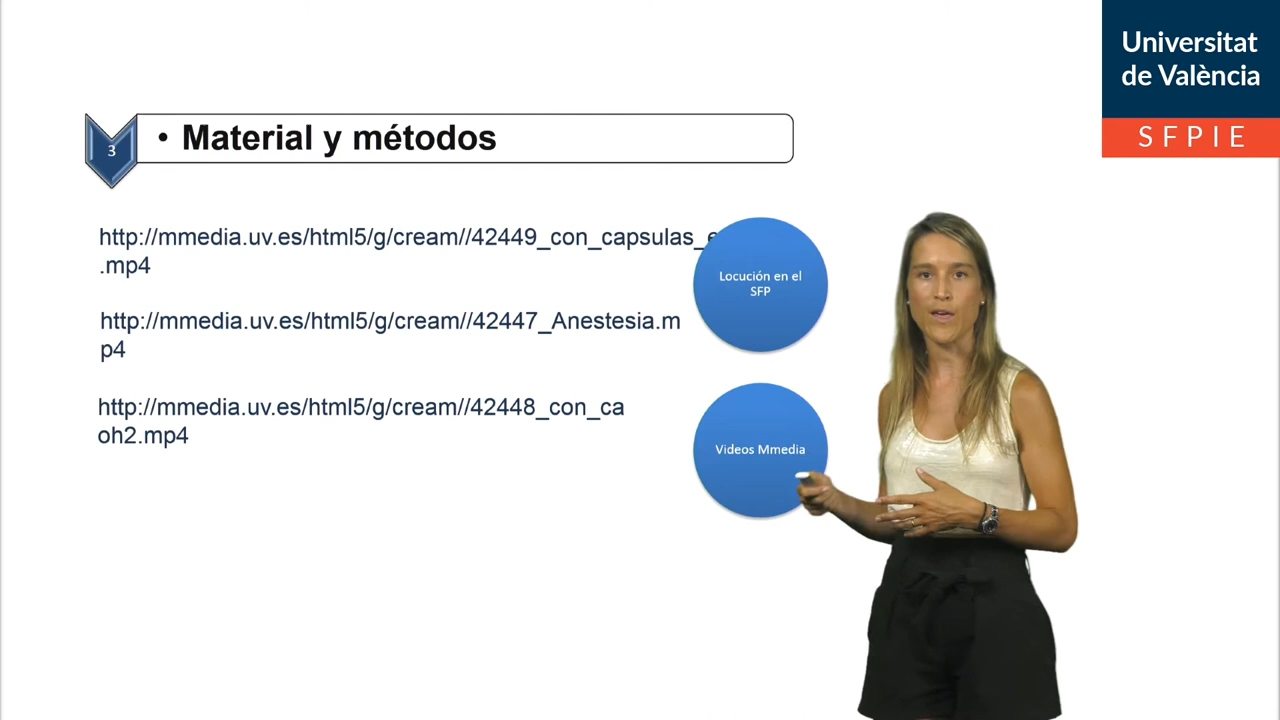 Universitat
de València
SFPIE
3
• Material y métodos
http://mmedia.uv.es/html5/g/cream//42449_con_capsulas_e
.mp4
Locución en el
SFP
http://mmedia.uv.es/html5/g/cream//42447_Anestesia.m
p4
http://mmedia.uv.es/html5/g/cream//42448_con_ca
oh2.mp4
Videos Mmedia